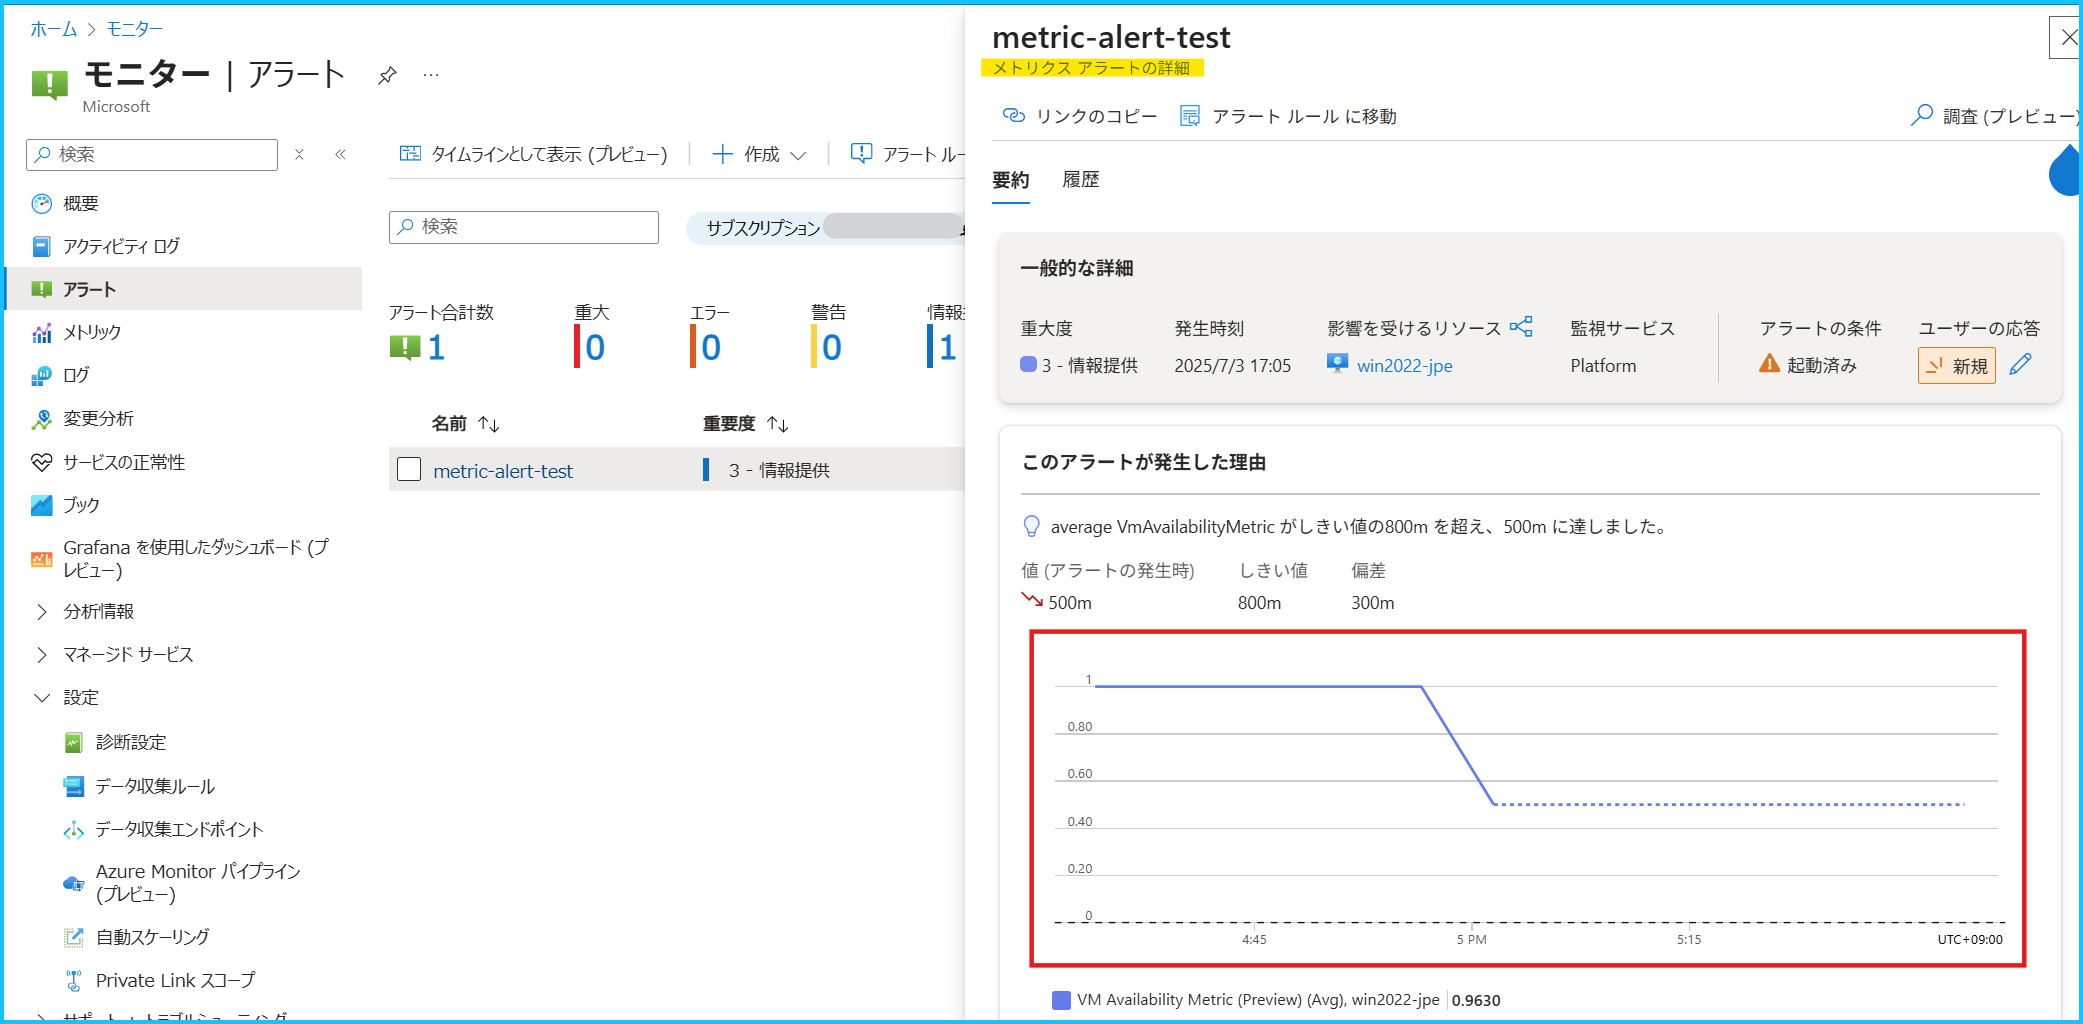 ホーム > モニター
モニター | アラート
Microsoft
検索
概要
アクティビティ ログ
アラート
メトリック
ログ
変更分析
サービスの正常性
ブック
Grafana を使用したダッシュボード (プ
レビュー)
分析情報
マネージド サービス
設定
診断設定
データ収集ルール
データ収集エンドポイント
Azure Monitor パイプライン
(プレビュー)
自動スケーリング
Private Link スコープ
サポート + トラブルシューティング
タイムラインとして表示 (プレビュー)
作成
アラート ルー
検索
サブスクリプション
アラート合計数 重大 エラー 警告 情報
1 0 0 0 1
名前 重要度
metric-alert-test 3 - 情報提供
metric-alert-test
メトリクス アラートの詳細
リンクのコピー アラート ルール に移動 調査 (プレビュー)
要約 履歴
一般的な詳細
重大度 発生時刻 影響を受けるリソース 監視サービス アラートの条件 ユーザーの応答
3 - 情報提供 2025/7/3 17:05 win2022-jpe Platform 起動済み 新規
このアラートが発生した理由
average VmAvailabilityMetric がしきい値の800m を超え、500m に達しました。
値 (アラートの発生時) しきい値 偏差
500m 800m 300m
1
0.80
0.60
0.40
0.20
0
4:45 5 PM 5:15 UTC+09:00
VM Availability Metric (Preview) (Avg), win2022-jpe 0.9630